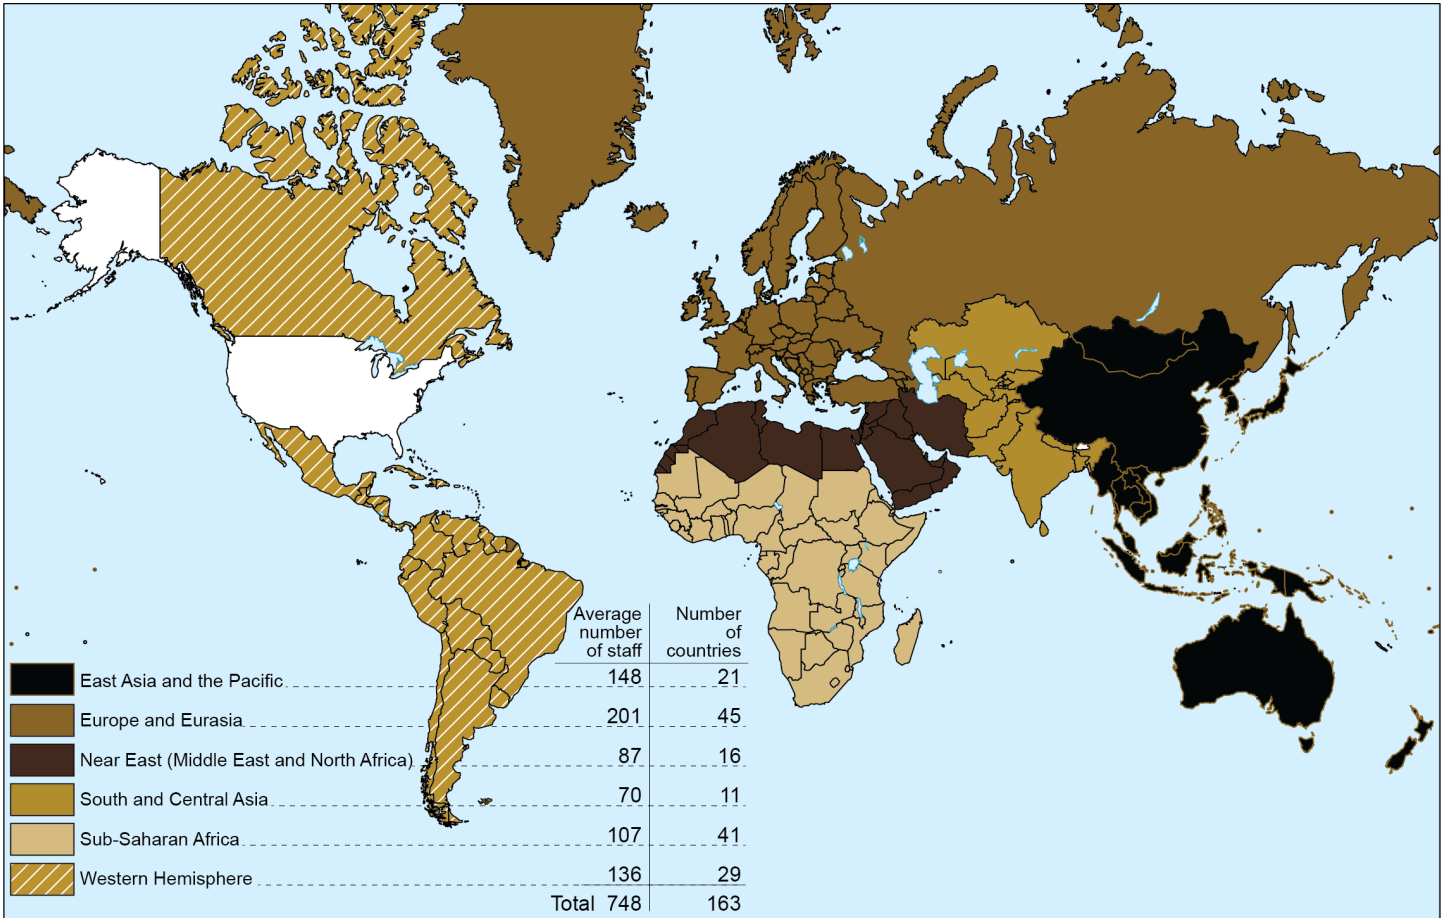 Average
number
of staff
Number
of
countries
East Asia and the Pacific 148 21
Europe and Eurasia 201 45
Near East (Middle East and North Africa) 87 16
South and Central Asia 70 11
Sub-Saharan Africa 107 41
Western Hemisphere 136 29
Total 748 163